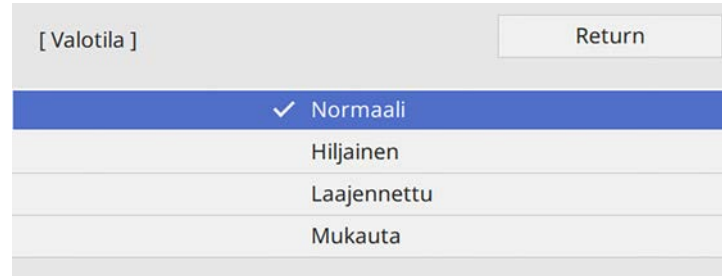 [ Valotila ]
Return
Normaali
Hiljainen
Laajennettu
Mukauta